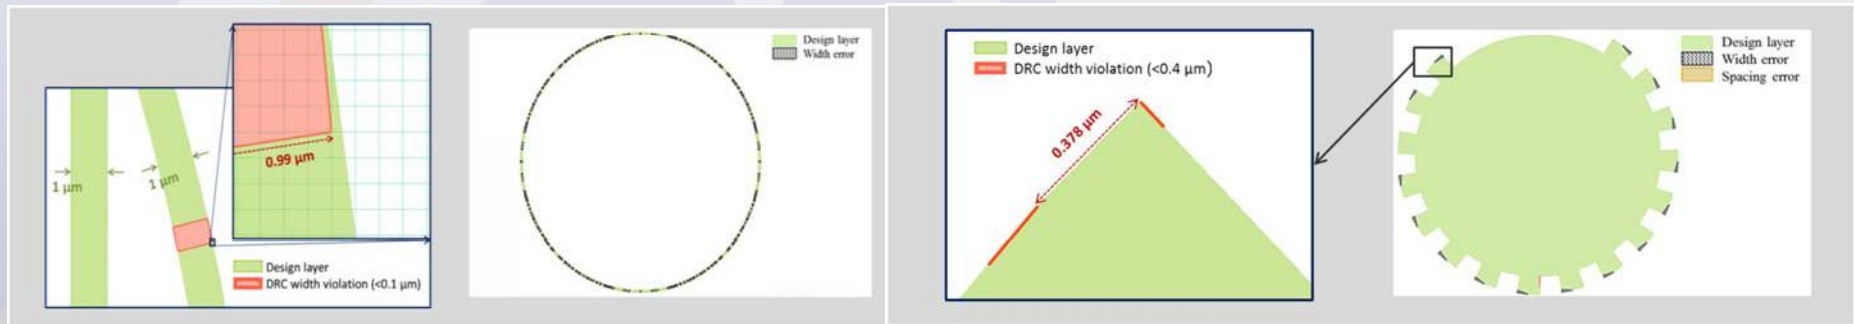 1 μm
1 μm
0.99 μm
Design layer
DRC width violation (<0.1 μm)
Design layer
Width error
Design layer
DRC width violation (<0.4 μm)
0.378 μm
Design layer
Width error
Spacing error